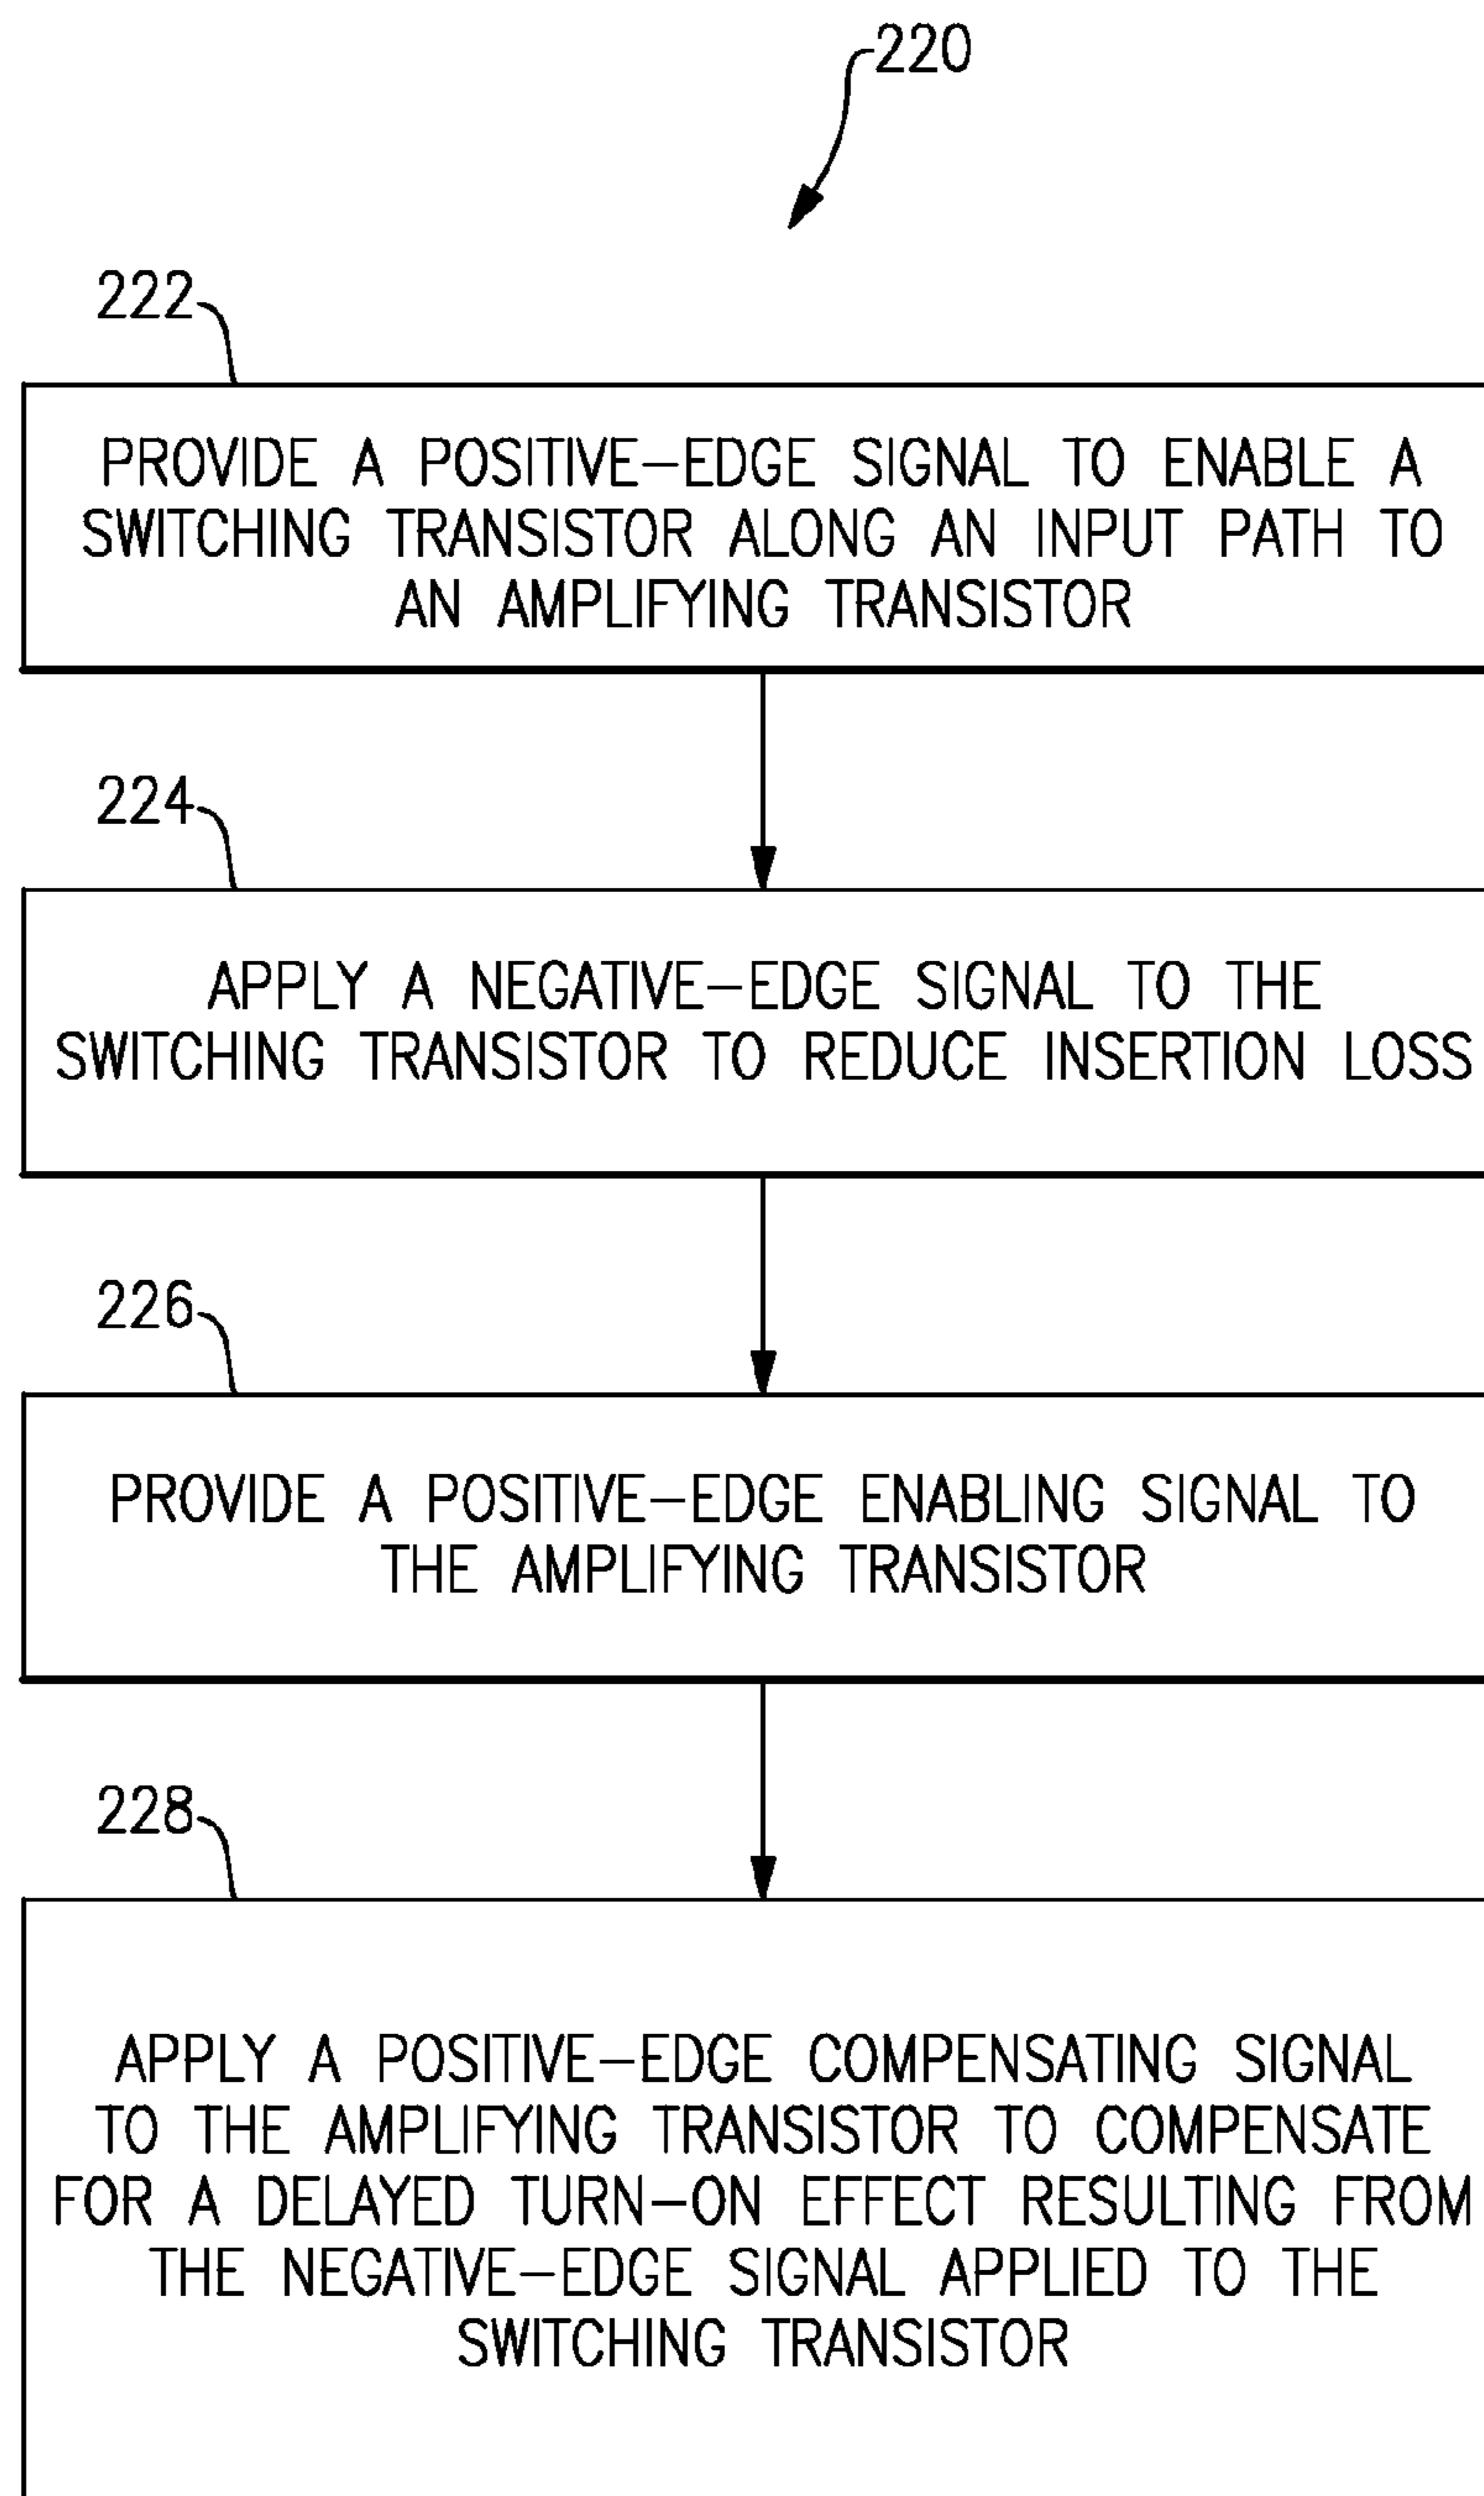 220
222
PROVIDE A POSITIVE-EDGE SIGNAL TO ENABLE A
SWITCHING TRANSISTOR ALONG AN INPUT PATH TO
AN AMPLIFYING TRANSISTOR
224
APPLY A NEGATIVE-EDGE SIGNAL TO THE
SWITCHING TRANSISTOR TO REDUCE INSERTION LOSS
226
PROVIDE A POSITIVE-EDGE ENABLING SIGNAL TO
THE AMPLIFYING TRANSISTOR
228
APPLY A POSITIVE-EDGE COMPENSATING SIGNAL
TO THE AMPLIFYING TRANSISTOR TO COMPENSATE
FOR A DELAYED TURN-ON EFFECT RESULTING FROM
THE NEGATIVE-EDGE SIGNAL APPLIED TO THE
SWITCHING TRANSISTOR